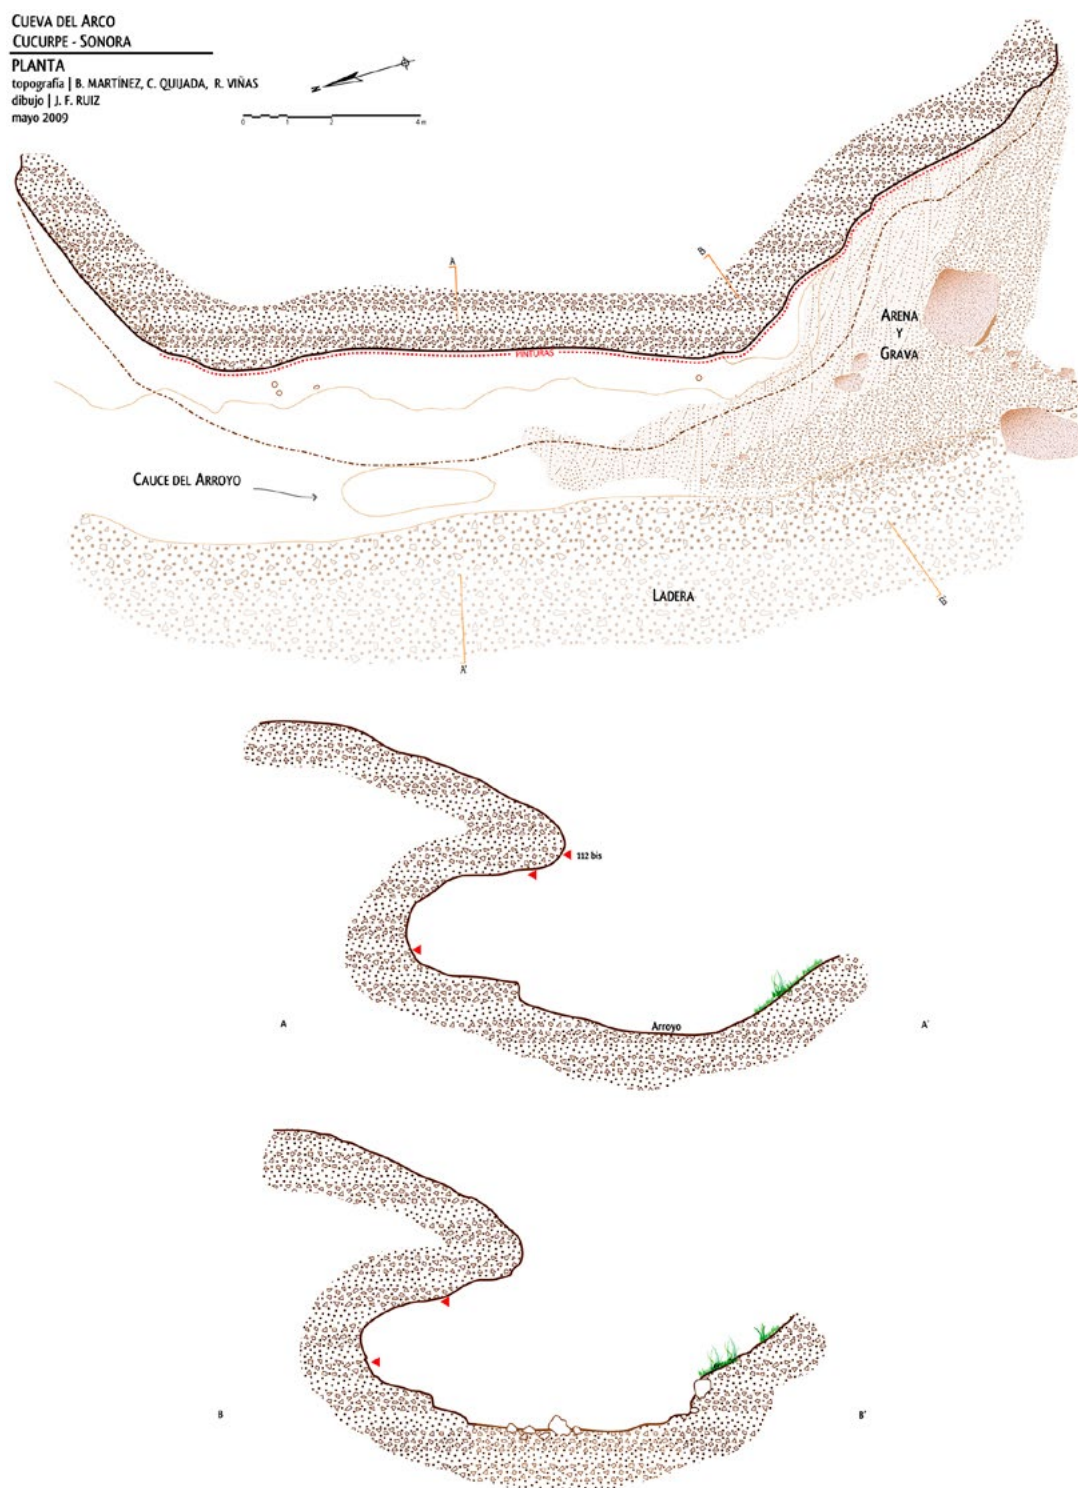 CUEVA DEL ARCO
CUCURPE - SONORA
PLANTA
topografía | B. MARTÍNEZ, C. QUIJADA, R. VIÑAS
dibujo | J. F. RUIZ
mayo 2009
N
0 1 2 4 m
A
B
PINTURAS
ARENA
Y
GRAVA
CAUCE DEL ARROYO
LADERA
B'
A'
112 bis
Arroyo
A
A'
B
B'